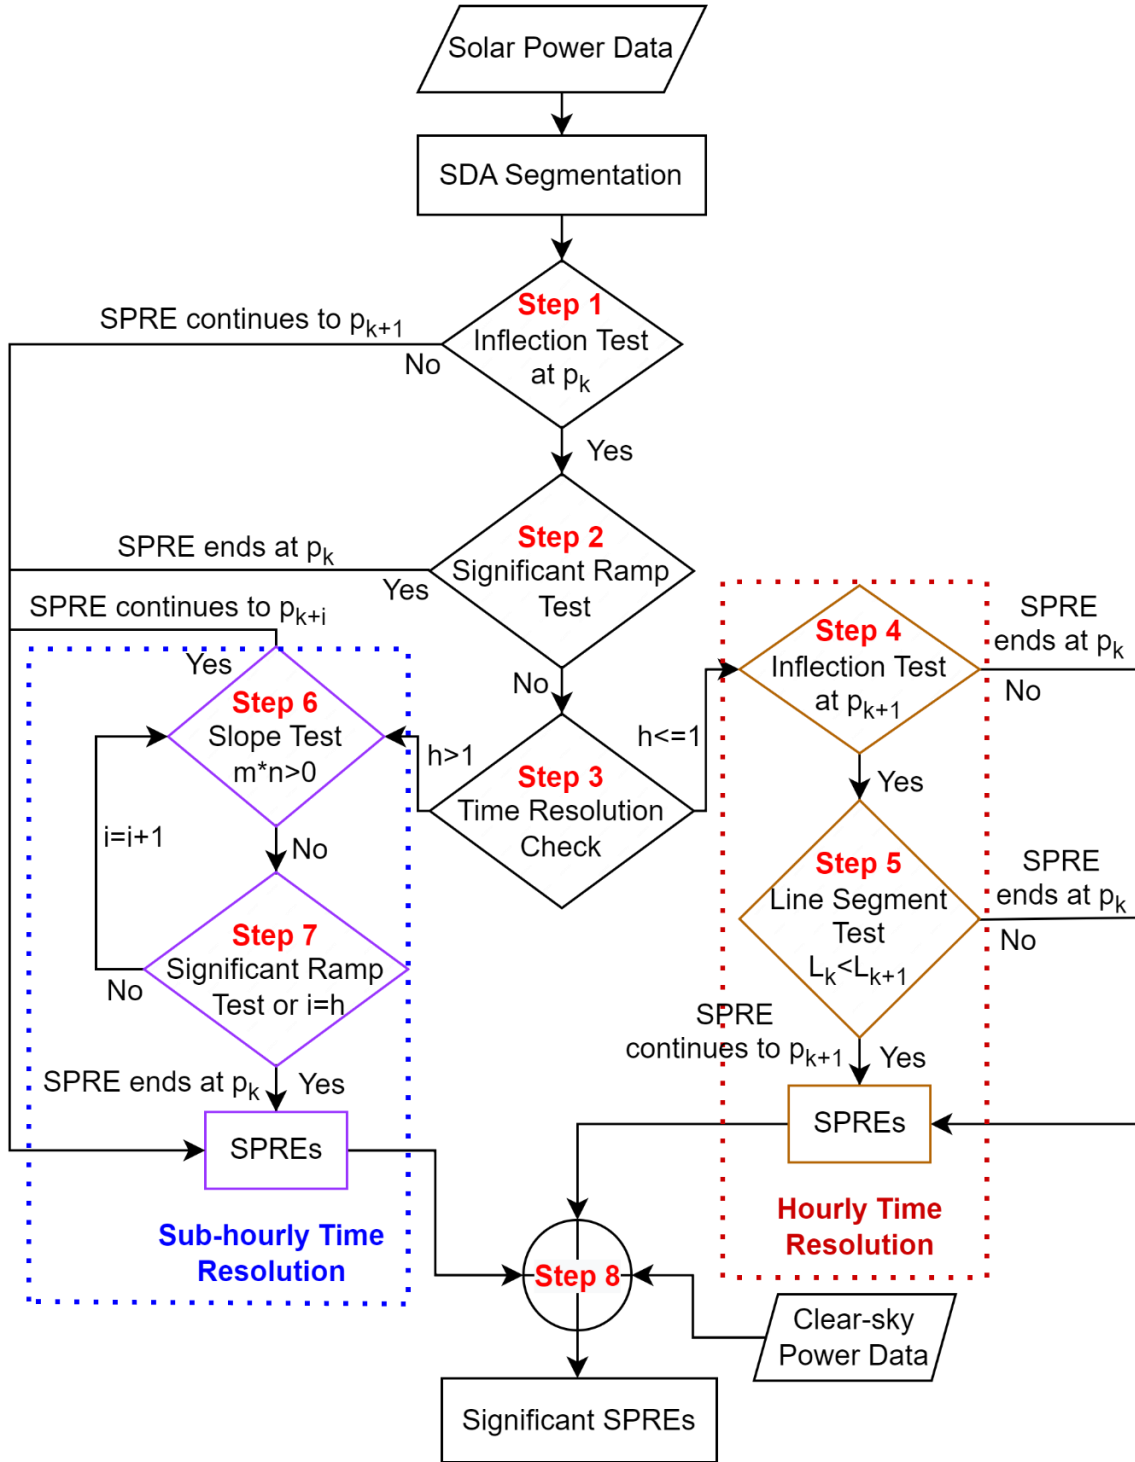 Solar Power Data
SDA Segmentation
Step 1
Inflection Test
at pk
SPRE continues to pk+1
No
Yes
Step 2
Significant Ramp
Test
SPRE ends at pk
Yes
No
SPRE continues to pk+i
Yes
Step 6
Slope Test
m*n>0
h>1
Step 3
Time Resolution
Check
h<=1
Step 4
Inflection Test
at pk+1
SPRE
ends at pk
No
Yes
i=i+1
No
Step 7
Significant Ramp
Test or i=h
No
Step 5
Line Segment
Test
Lk<Lk+1
SPRE
ends at pk
No
SPRE
continues to pk+1
Yes
SPRE ends at pk
Yes
SPREs
SPREs
Sub-hourly Time
Resolution
Hourly Time
Resolution
Step 8
Clear-sky
Power Data
Significant SPREs